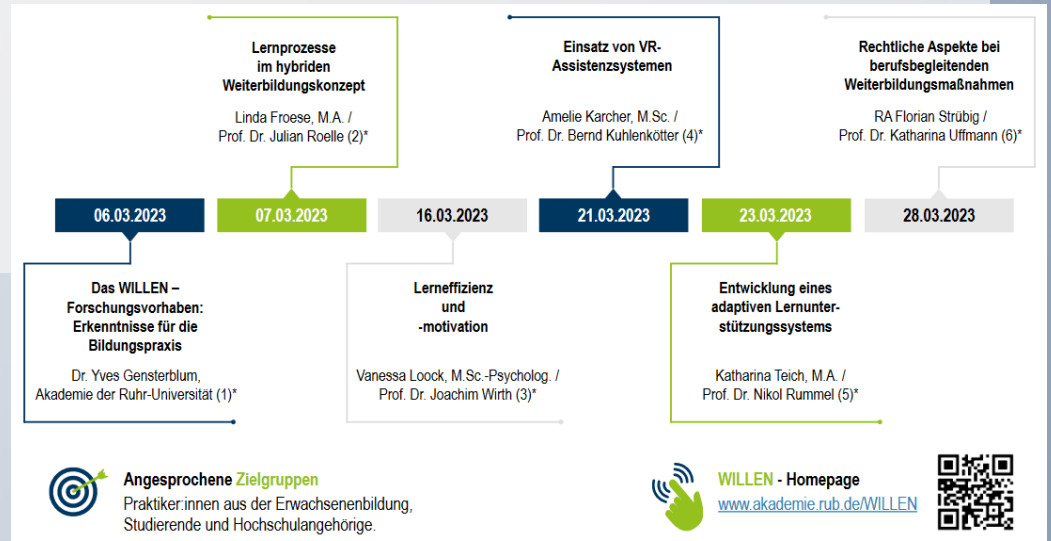 Lernprozesse
im hybriden
Weiterbildungskonzept
Linda Froese, M.A. /
Prof. Dr. Julian Roelle (2)*
Einsatz von VR-
Assistenzsystemen
Amelie Karcher, M.Sc. /
Prof. Dr. Bernd Kuhlenkötter (4)*
Rechtliche Aspekte bei
berufsbegleitenden
Weiterbildungsmaßnahmen
RA Florian Strübig /
Prof. Dr. Katharina Uffmann (6)*
06.03.2023
07.03.2023
16.03.2023
21.03.2023
23.03.2023
28.03.2023
Das WILLEN –
Forschungsvorhaben:
Erkenntnisse für die
Bildungspraxis
Dr. Yves Gensterblum,
Akademie der Ruhr-Universität (1)*
Lerneffizienz
und
-motivation
Vanessa Loock, M.Sc.-Psycholog. /
Prof. Dr. Joachim Wirth (3)*
Entwicklung eines
adaptiven Lernunter-
stützungssystems
Katharina Teich, M.A. /
Prof. Dr. Nikol Rummel (5)*
Angesprochene Zielgruppen
Praktiker:innen aus der Erwachsenenbildung,
Studierende und Hochschulangehörige.
WILLEN - Homepage
www.akademie.rub.de/WILLEN